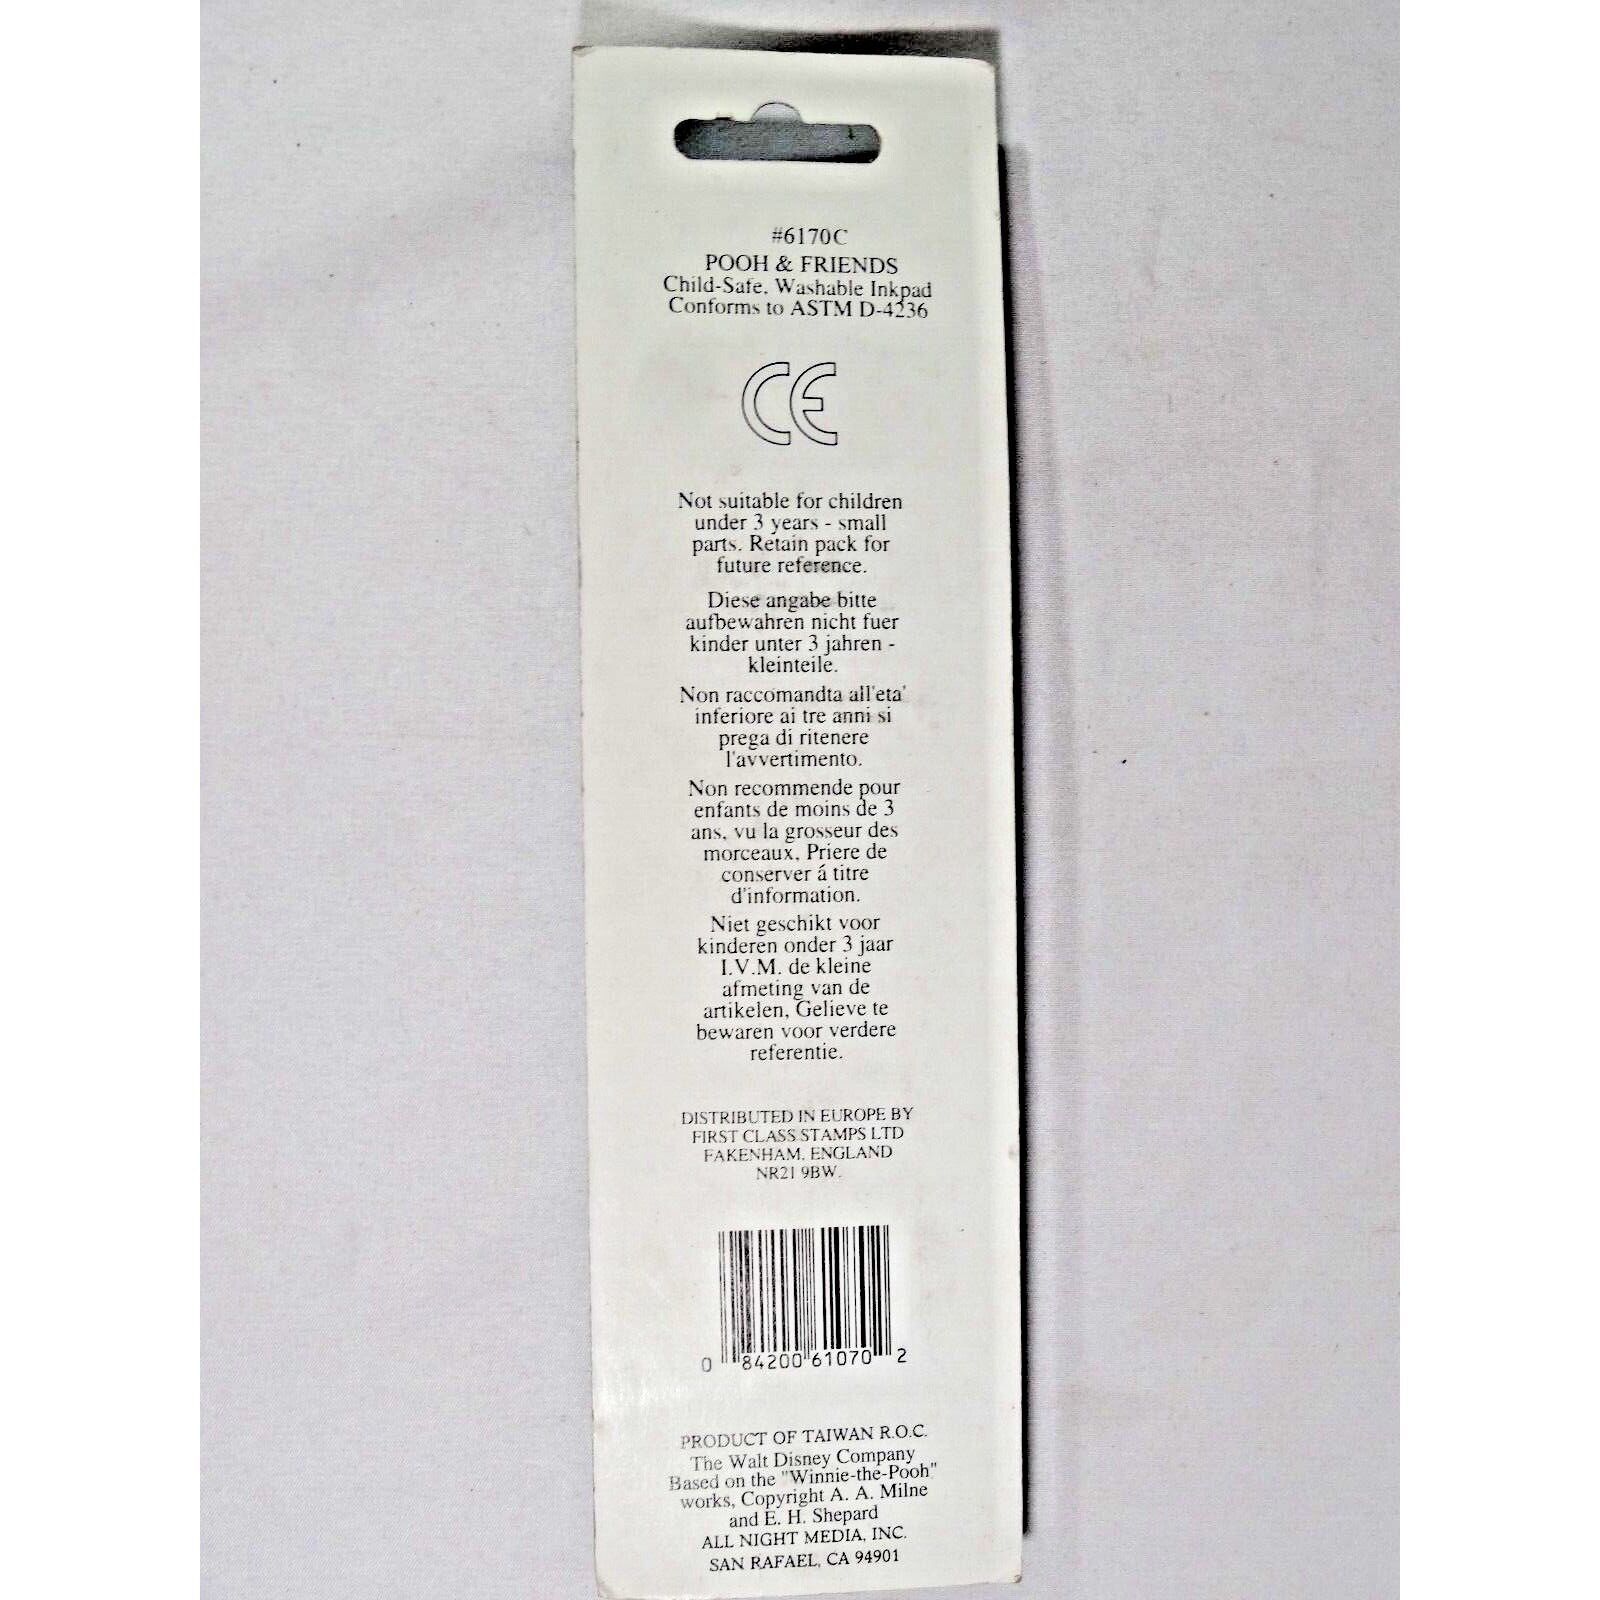 #6170C
POOH & FRIENDS
Child-Safe, Washable Inkpad
Conforms to ASTM D-4236
CE
Not suitable for children
under 3 years - small
parts. Retain pack for
future reference.
Diese angabe bitte
aufbewahren nicht fuer
kinder unter 3 jahren -
kleinteile.
Non raccomandta all'eta'
inferiore ai tre anni si
prega di ritenere
l'avvertimento.
Non recommende pour
enfants de moins de 3
ans, vu la grosseur des
morceaux, Priere de
conserver á titre
d'information.
Niet geschikt voor
kinderen onder 3 jaar
I.V.M. de kleine
afmeting van de
artikelen, Gelieve te
bewaren voor verdere
referentie.
DISTRIBUTED IN EUROPE BY
FIRST CLASS STAMPS LTD
FAKENHAM, ENGLAND
NR21 9BW.
0 84200 61070 2
PRODUCT OF TAIWAN R.O.C.
The Walt Disney Company
Based on the "Winnie-the-Pooh"
works, Copyright A. A. Milne
and E. H. Shepard
ALL NIGHT MEDIA, INC.
SAN RAFAEL, CA 94901